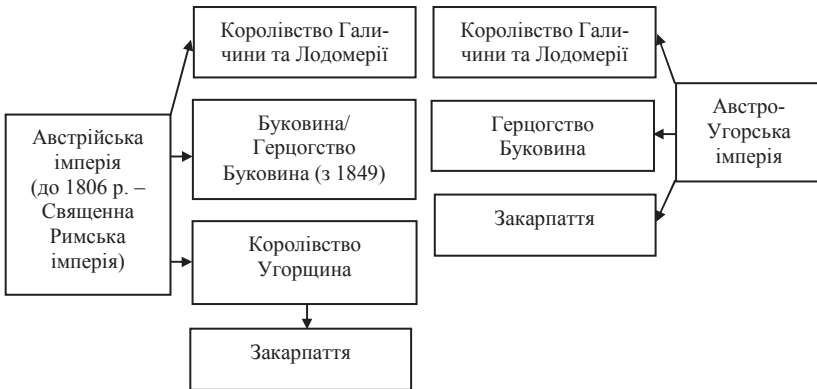 Королівство Гали-
чини та Лодомерії
Королівство Гали-
чини та Лодомерії
Австрійська
імперія
(до 1806 р. –
Священна
Римська
імперія)
Буковина/
Герцогство
Буковина (з 1849)
Герцогство
Буковина
Австро-
Угорська
імперія
Королівство
Угорщина
Закарпаття
Закарпаття